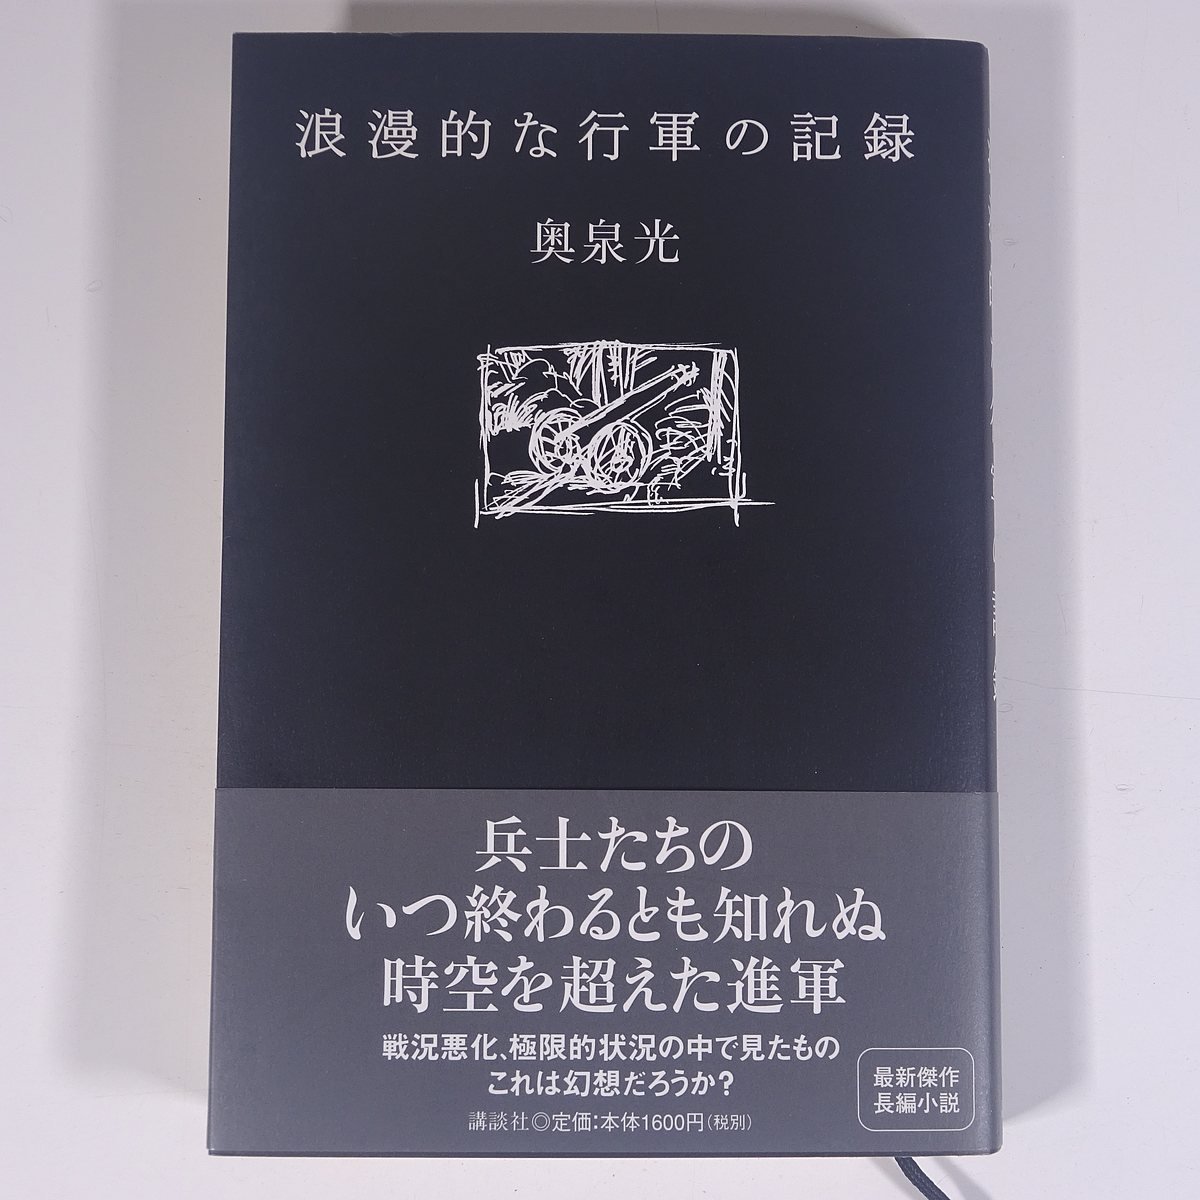 浪漫的な行軍の記録
奥泉光
兵士たちの
いつ終わるとも知れぬ
時空を超えた進軍
戦況悪化、極限的状況の中で見たもの
これは幻想だろうか?
講談社◎定価:本体1600円(税別)
最新傑作
長編小説